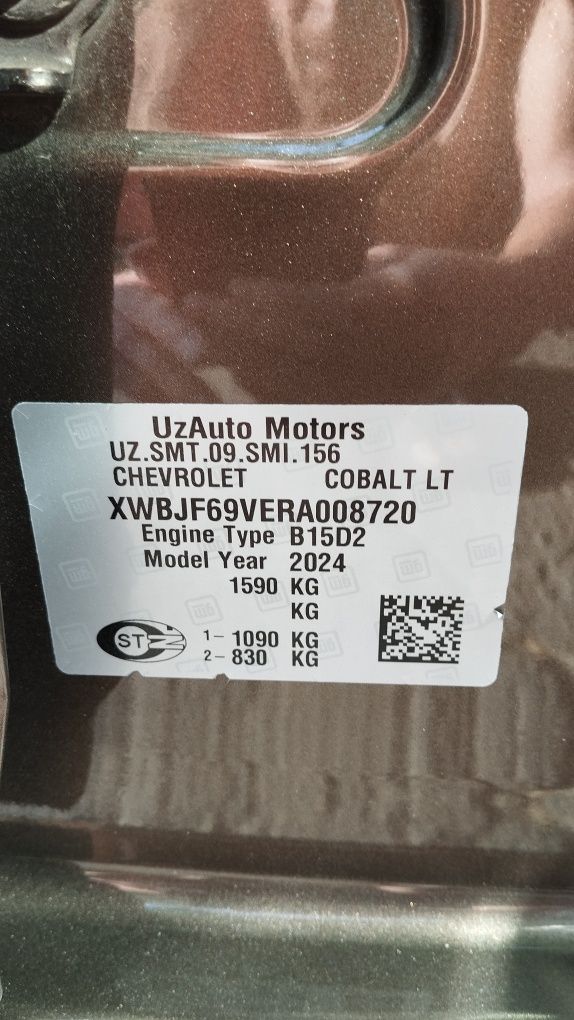 UzAuto Motors
UZ.SMT.09.SMI.156
CHEVROLET COBALT LT
XWBJF69VERA008720
Engine Type B15D2
Model Year 2024
1590 KG
KG
1- 1090 KG
2- 830 KG
ST